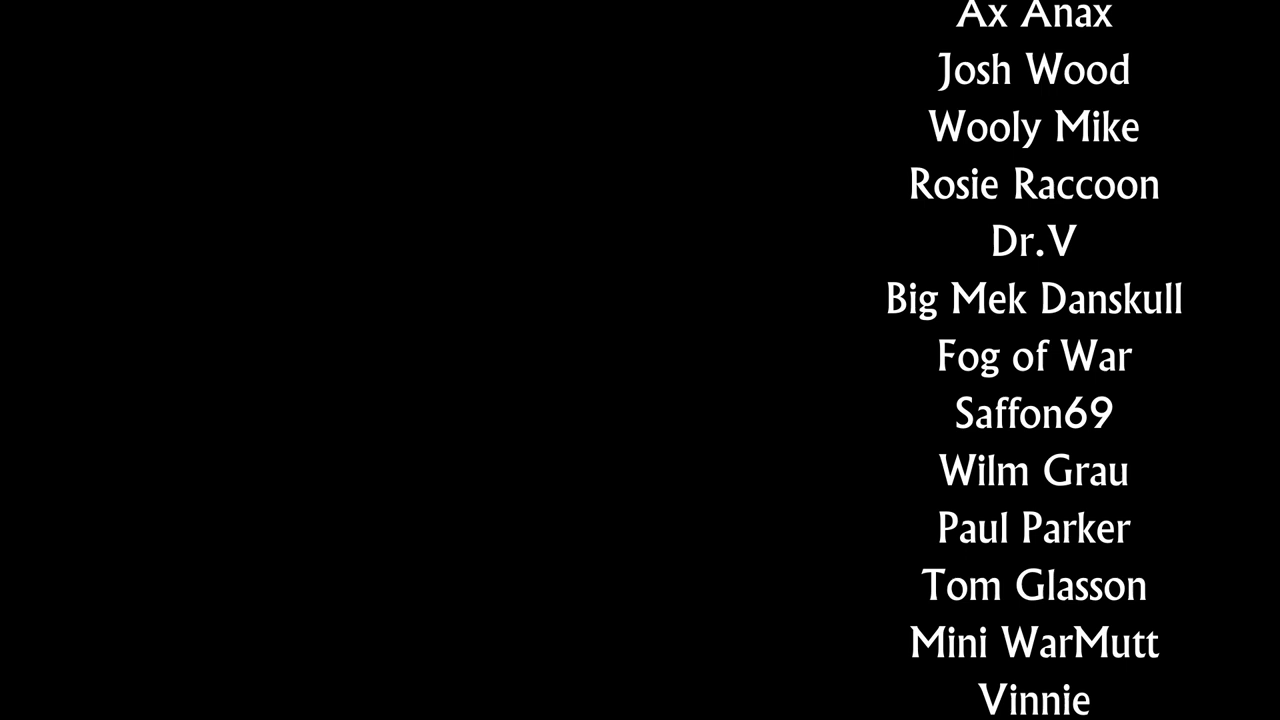 Ax Anax
Josh Wood
Wooly Mike
Rosie Raccoon
Dr.V
Big Mek Danskull
Fog of War
Saffon69
Wilm Grau
Paul Parker
Tom Glasson
Mini WarMutt
Vinnie